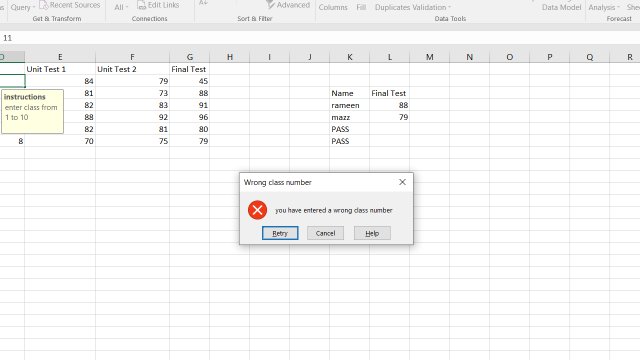 Query Recent Sources All Edit Links Advanced Columns Fill Duplicates Validation Data Model Analysis
Get & Transform Connections Sort & Filter Data Tools Forecast
11
E F G H I J K L M N O P Q R
Unit Test 1 Unit Test 2 Final Test
84 79 45
81 73 88 Name Final Test
82 83 91 rameen 88
88 92 96 mazz 79
82 81 80 PASS
8 70 75 79 PASS
instructions
enter class from
1 to 10
Wrong class number
you have entered a wrong class number
Retry Cancel Help